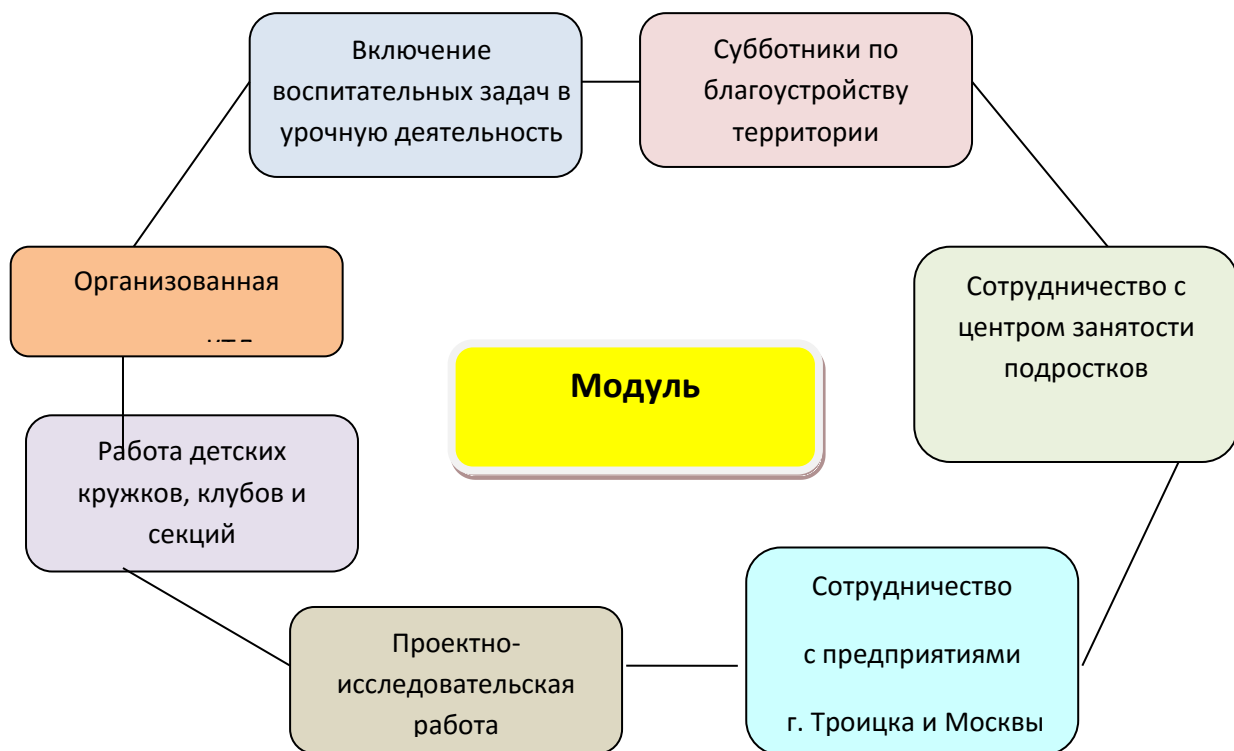 Включение
воспитательных задач в
урочную деятельность
Субботники по
благоустройству
территории
Организованная
Сотрудничество с
центром занятости
подростков
Модуль
Работа детских
кружков, клубов и
секций
Сотрудничество
с предприятиями
г. Троицка и Москвы
Проектно-
исследовательская
работа